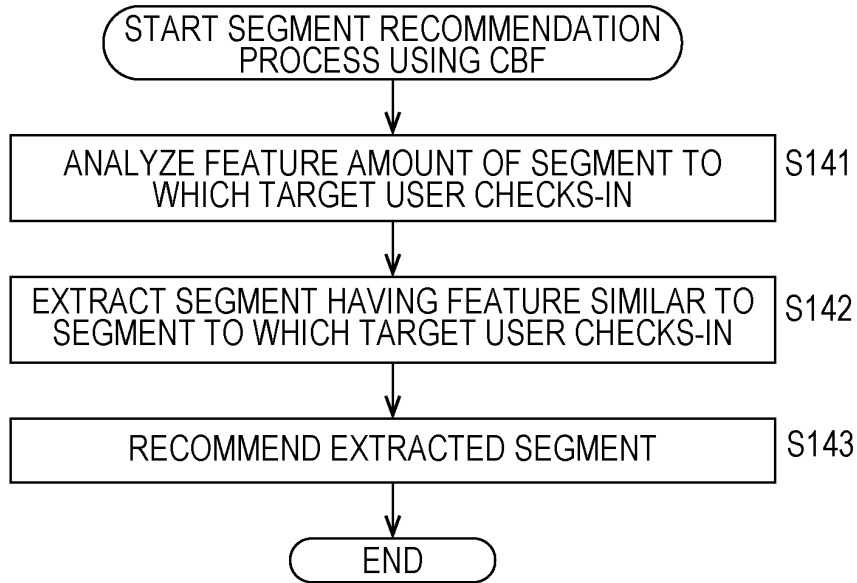 START SEGMENT RECOMMENDATION
PROCESS USING CBF
ANALYZE FEATURE AMOUNT OF SEGMENT TO
WHICH TARGET USER CHECKS-IN
S141
EXTRACT SEGMENT HAVING FEATURE SIMILAR TO
SEGMENT TO WHICH TARGET USER CHECKS-IN
S142
RECOMMEND EXTRACTED SEGMENT
S143
END